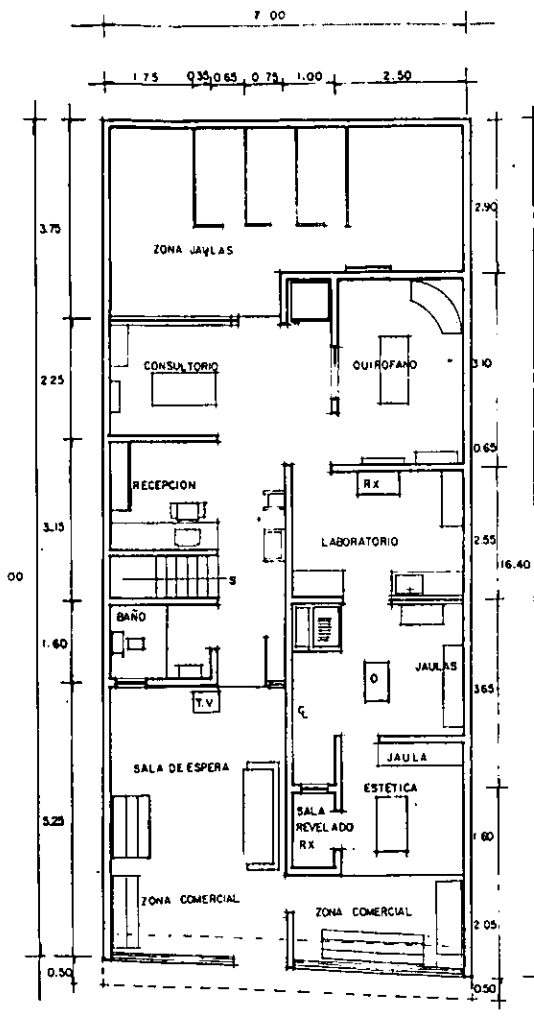 7.00
1.75 0.35 0.65 0.75 1.00 2.50
3.75
2.90
ZONA JAULAS
CONSULTORIO
QUIROFANO
2.25
3.10
0.65
RECEPCION
RX
3.15
LABORATORIO
2.55
16.40
00
S
BAÑO
1.60
JAULAS
3.65
T.V
SALA DE ESPERA
JAULA
ESTÉTICA
5.25
SALA
REVELADO
RX
1.60
ZONA COMERCIAL
ZONA COMERCIAL
2.05
0.50
0.50